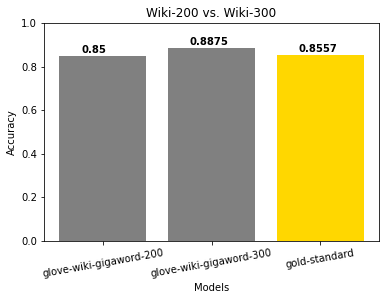 Wiki-200 vs. Wiki-300
1.0
0.8
0.6
0.4
0.2
0.0
Accuracy
0.85
0.8875
0.8557
glove-wiki-gigaword-200
glove-wiki-gigaword-300
gold-standard
Models